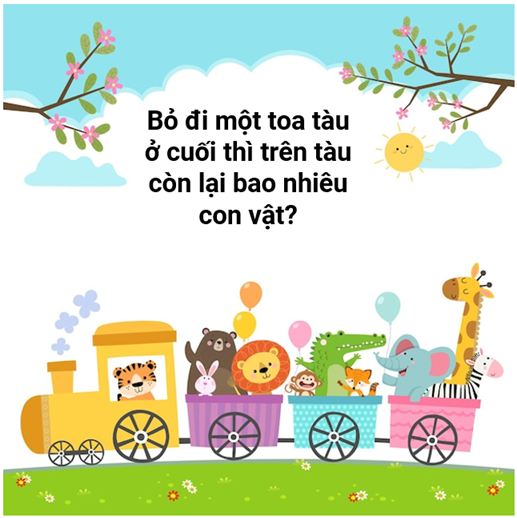 Bỏ đi một toa tàu
ở cuối thì trên tàu
còn lại bao nhiêu
con vật?